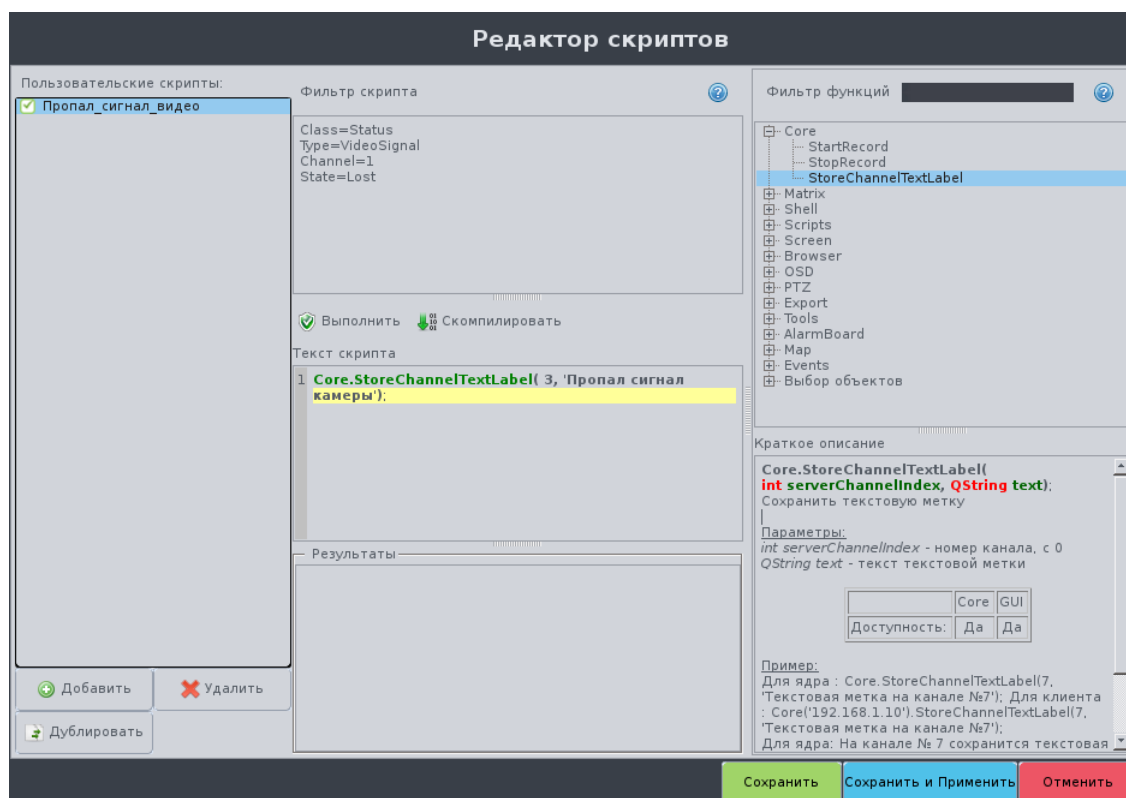 Редактор скриптов
Пользовательские скрипты:
Пропал_сигнал_видео
Добавить
Удалить
Дублировать
Фильтр скрипта
Class=Status
Type=VideoSignal
Channel=1
State=Lost
Выполнить
Скомпилировать
Текст скрипта
1 Core.StoreChannelTextLabel( 3, 'Пропал сигнал
камеры');
Результаты
Фильтр функций
Core
StartRecord
StopRecord
StoreChannelTextLabel
Matrix
Shell
Scripts
Screen
Browser
OSD
PTZ
Export
Tools
AlarmBoard
Map
Events
Выбор объектов
Краткое описание
Core.StoreChannelTextLabel(
int serverChannelIndex, QString text);
Сохранить текстовую метку
Параметры:
int serverChannelIndex - номер канала, с 0
QString text - текст текстовой метки
Core GUI
Доступность: Да Да
Пример:
Для ядра : Core.StoreChannelTextLabel(7,
'Текстовая метка на канале №7'); Для клиента
: Core('192.168.1.10').StoreChannelTextLabel(7,
'Текстовая метка на канале №7');
Для ядра: На канале № 7 сохранится текстовая
Сохранить
Сохранить и Применить
Отменить